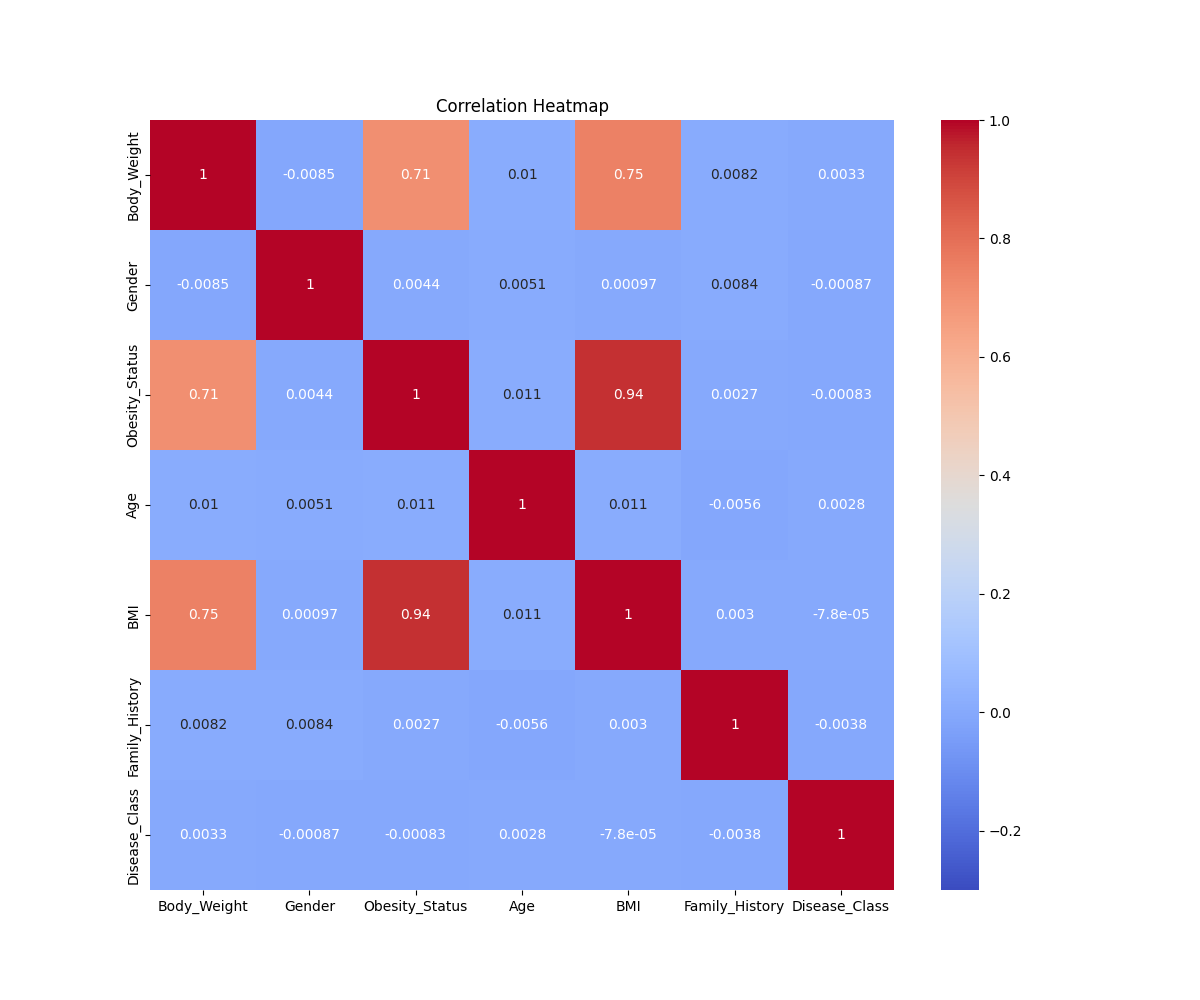 Correlation Heatmap
Body_Weight 1 -0.0085 0.71 0.01 0.75 0.0082 0.0033
Gender -0.0085 1 0.0044 0.0051 0.00097 0.0084 -0.00087
Obesity_Status 0.71 0.0044 1 0.011 0.94 0.0027 -0.00083
Age 0.01 0.0051 0.011 1 0.011 -0.0056 0.0028
BMI 0.75 0.00097 0.94 0.011 1 0.003 -7.8e-05
Family_History 0.0082 0.0084 0.0027 -0.0056 0.003 1 -0.0038
Disease_Class 0.0033 -0.00087 -0.00083 0.0028 -7.8e-05 -0.0038 1
Body_Weight Gender Obesity_Status Age BMI Family_History Disease_Class
1.0
0.8
0.6
0.4
0.2
0.0
−0.2